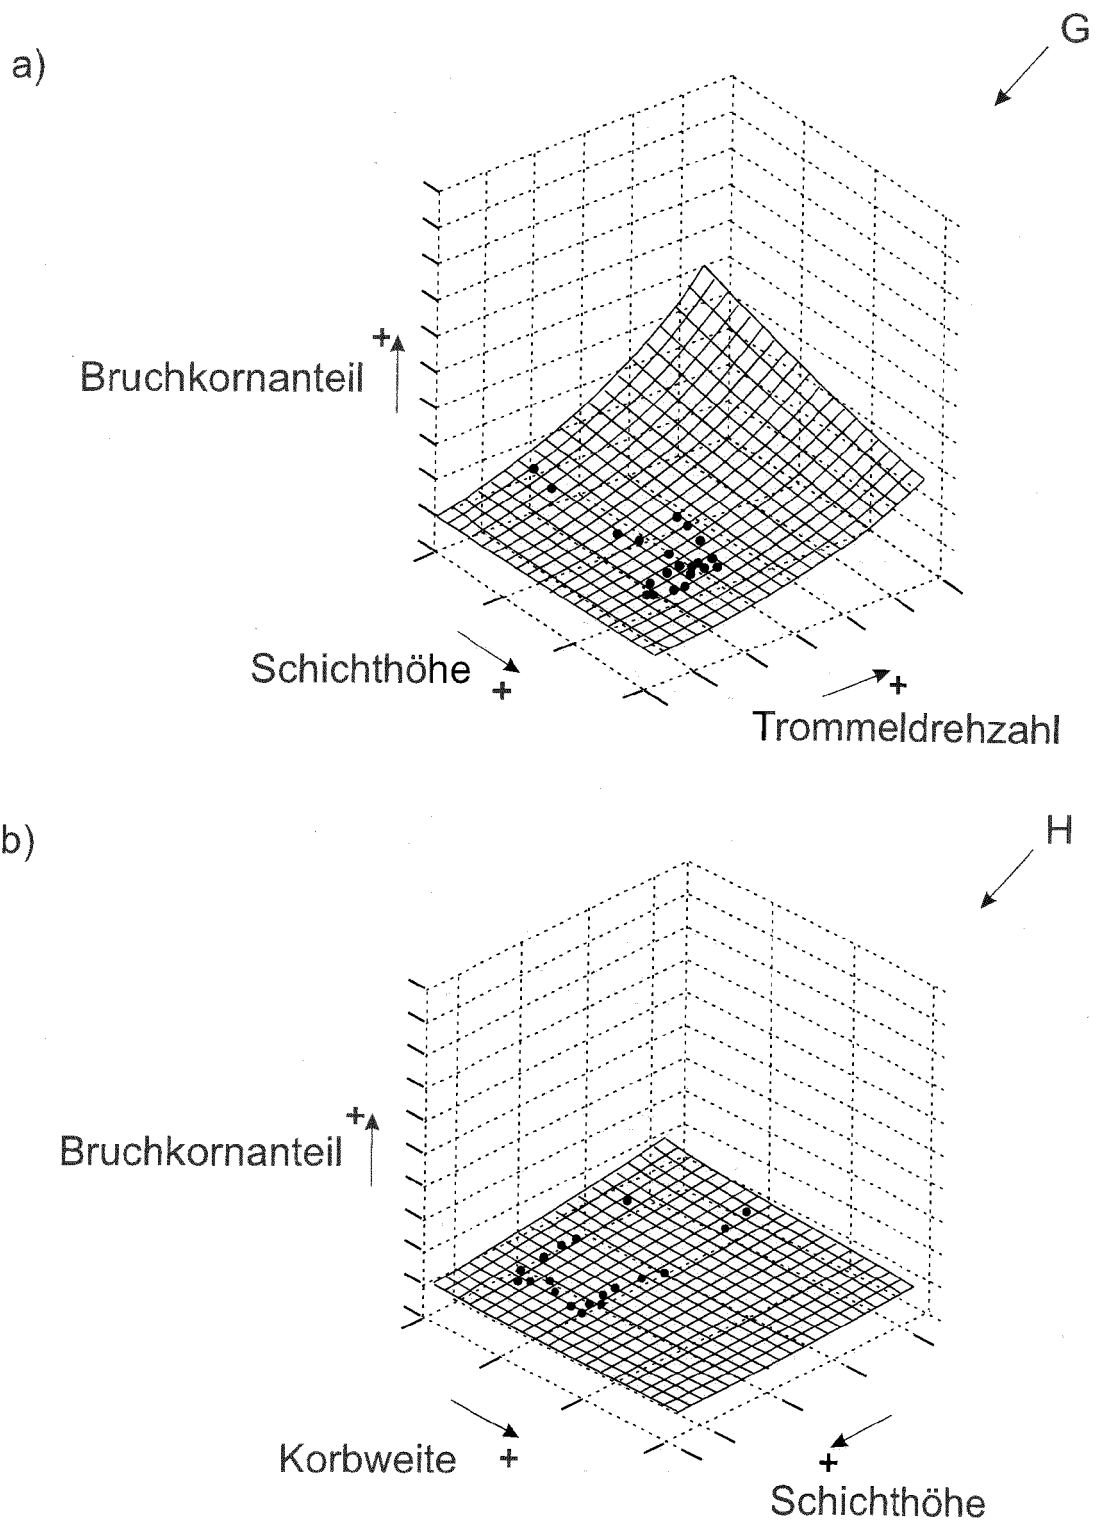 a)
G
+
Bruchkornanteil
Schichthöhe
+
+
Trommeldrehzahl
b)
H
+
Bruchkornanteil
Korbweite
+
+
Schichthöhe